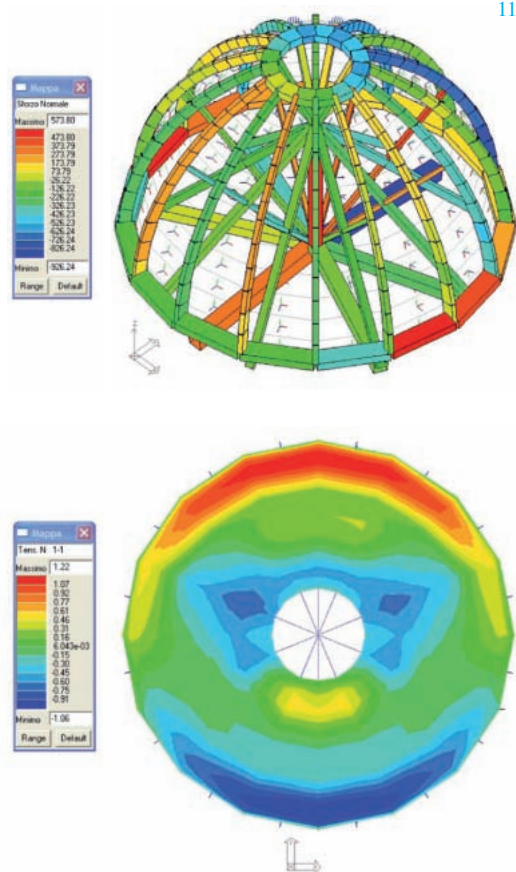 11
Mappa
Sforzo Normale
Massimo 573.80
473.80
373.79
273.79
173.79
73.79
-26.22
-126.22
-226.23
-326.23
-426.23
-526.23
-626.24
-726.24
-826.24
Minimo -926.24
Range Default
Mappa
Tens. N 1-1
Massimo 1.22
1.07
0.92
0.77
0.61
0.46
0.31
0.16
6.043e-03
-0.15
-0.30
-0.45
-0.60
-0.75
-0.91
Minimo -1.06
Range Default